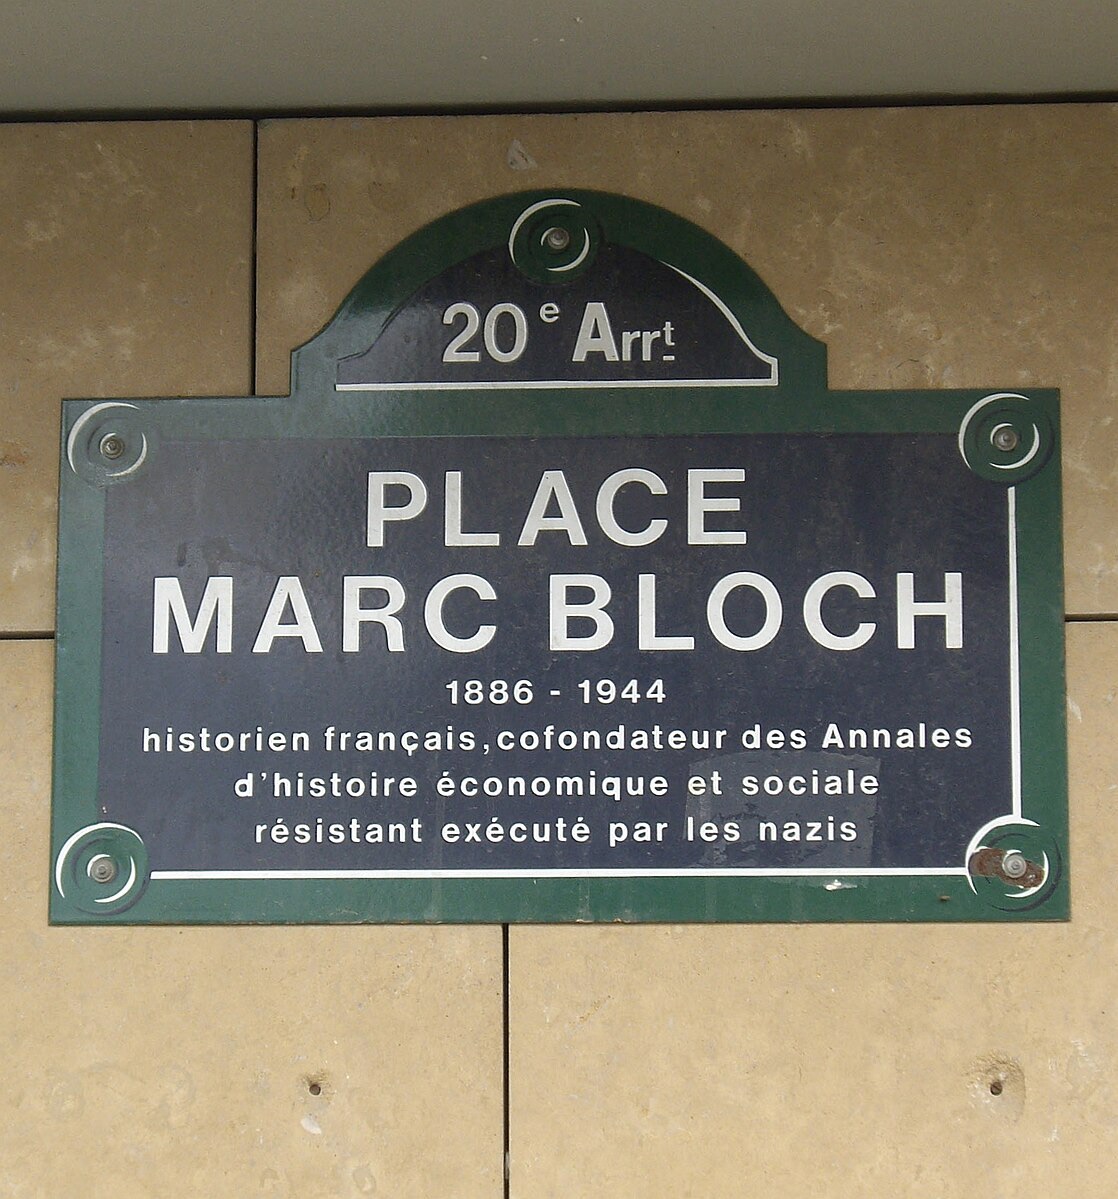 20e Arrt
PLACE
MARC BLOCH
1886 - 1944
historien français, cofondateur des Annales
d'histoire économique et sociale
résistant exécuté par les nazis